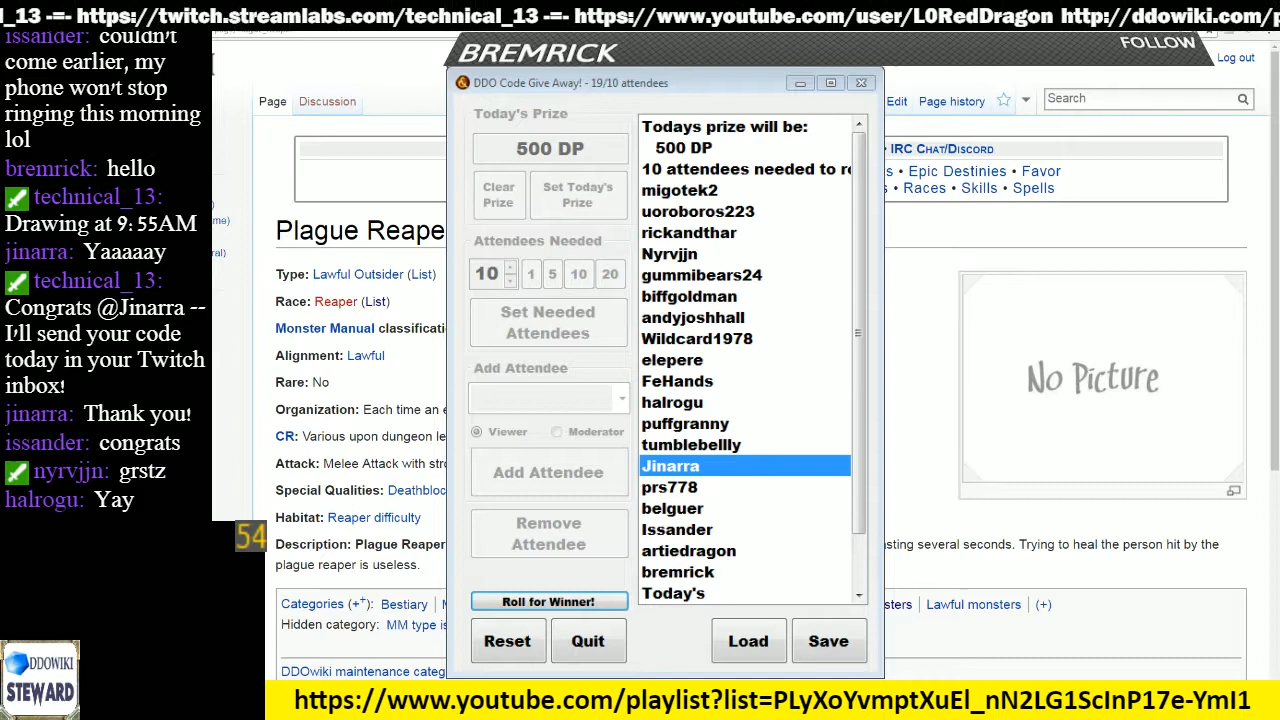 l_13 -=- https://twitch.streamlabs.com/technical_13 -=- https://www.youtube.com/user/L0RedDragon http://ddowiki.com/p
issander: couldn't
come earlier, my
phone won't stop
ringing this morning
lol
bremrick: hello
technical_13:
Drawing at 9:55AM
jinarra: Yaaaaay
technical_13:
Congrats @Jinarra --
I'll send your code
today in your Twitch
inbox!
jinarra: Thank you!
issander: congrats
nyrvjjn: grstz
halrogu: Yay
DDOWIKI
STEWARD
54
BREMRICK
FOLLOW
Log out
Page Discussion
Edit Page history
Search
IRC Chat/Discord
s • Epic Destinies • Favor
• Races • Skills • Spells
me)
ral)
Plague Reape
Type: Lawful Outsider (List)
Race: Reaper (List)
Monster Manual classificati
Alignment: Lawful
Rare: No
Organization: Each time an e
CR: Various upon dungeon le
Attack: Melee Attack with stro
Special Qualities: Deathbloc
Habitat: Reaper difficulty
Description: Plague Reaper
asting several seconds. Trying to heal the person hit by the
plague reaper is useless.
No Picture
Categories (+⁺): Bestiary M
sters Lawful monsters (+)
Hidden category: MM type is
DDOwiki maintenance categ
DDO Code Give Away! - 19/10 attendees
Today's Prize
500 DP
Clear
Prize
Set Today's
Prize
Attendees Needed
10 1 5 10 20
Set Needed
Attendees
Add Attendee
Viewer Moderator
Add Attendee
Remove
Attendee
Roll for Winner!
Reset Quit Load Save
Todays prize will be:
500 DP
10 attendees needed to re
migotek2
uoroboros223
rickandthar
Nyrvjjn
gummibears24
biffgoldman
andyjoshhall
Wildcard1978
elepere
FeHands
halrogu
puffgranny
tumblebellly
Jinarra
prs778
belguer
Issander
artiedragon
bremrick
Today's
https://www.youtube.com/playlist?list=PLyXoYvmptXuEl_nN2LG1ScInP17e-YmI1